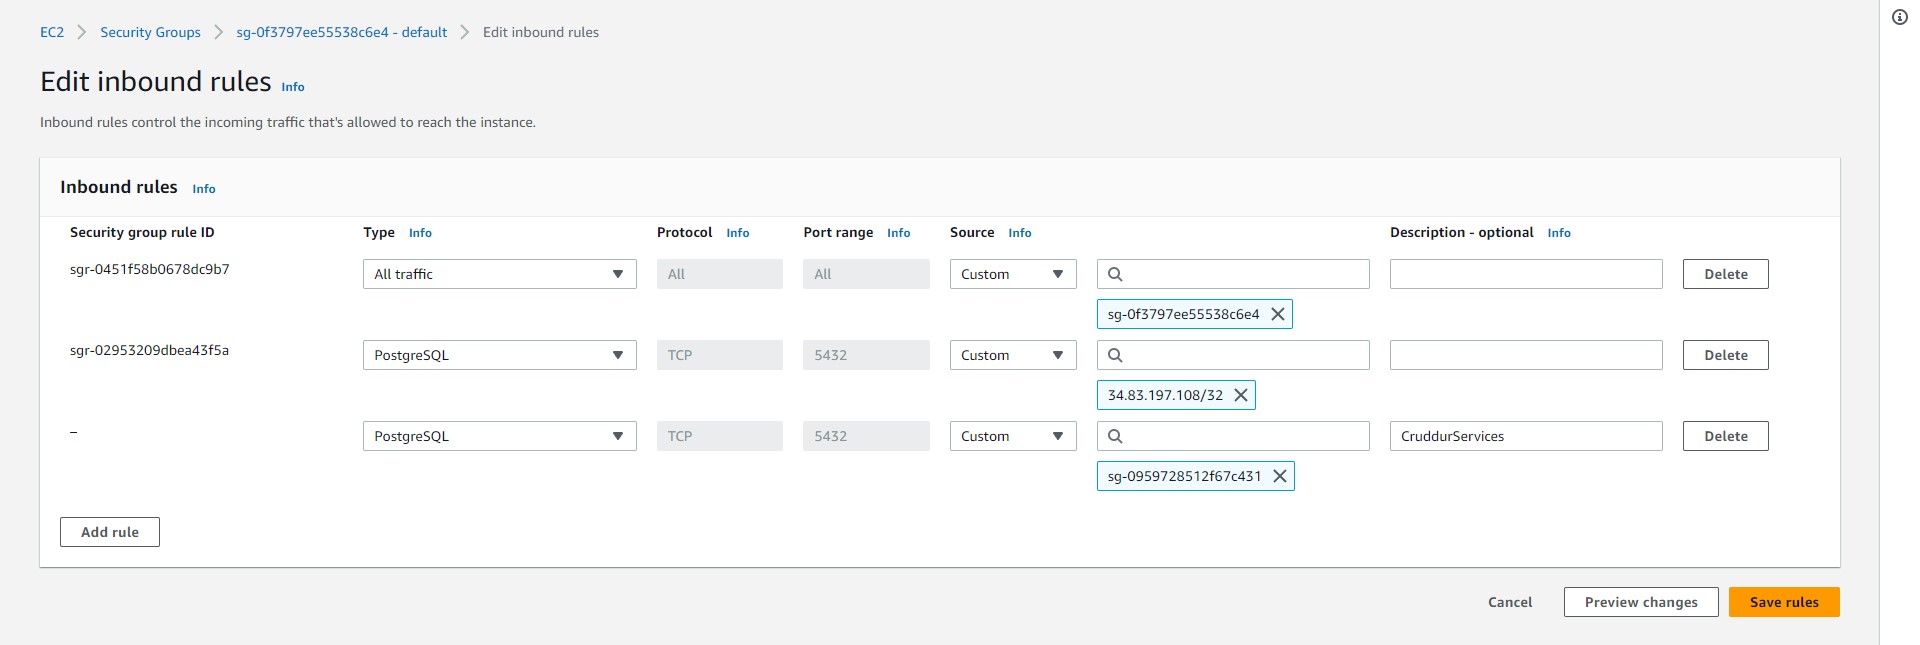 EC2 > Security Groups > sg-0f3797ee55538c6e4 - default > Edit inbound rules
Edit inbound rules Info
Inbound rules control the incoming traffic that's allowed to reach the instance.
Inbound rules Info
Security group rule ID Type Info Protocol Info Port range Info Source Info Description - optional Info
sgr-0451f58b0678dc9b7 All traffic All All Custom Delete
sg-0f3797ee55538c6e4
sgr-02953209dbea43f5a PostgreSQL TCP 5432 Custom Delete
34.83.197.108/32
– PostgreSQL TCP 5432 Custom CruddurServices Delete
sg-0959728512f67c431
Add rule
Cancel Preview changes Save rules